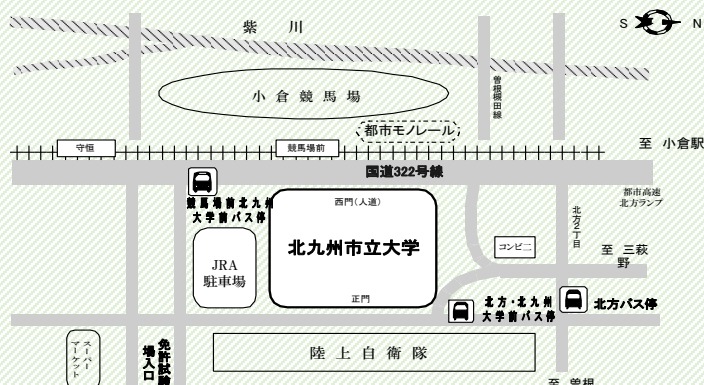 紫川
S
N
小倉競馬場
曽根槻田線
都市モノレール
至 小倉駅
守恒
競馬場前
国道322号線
競馬場前北九州
大学前バス停
西門(人道)
都市高速
北方ランプ
北方2丁目
北九州市立大学
JRA
駐車場
コンビニ
至 三萩
野
正門
北方・北九州
大学前バス停
北方バス停
スーパー
マーケット
免許試験
場入口
陸上自衛隊
至 曽根